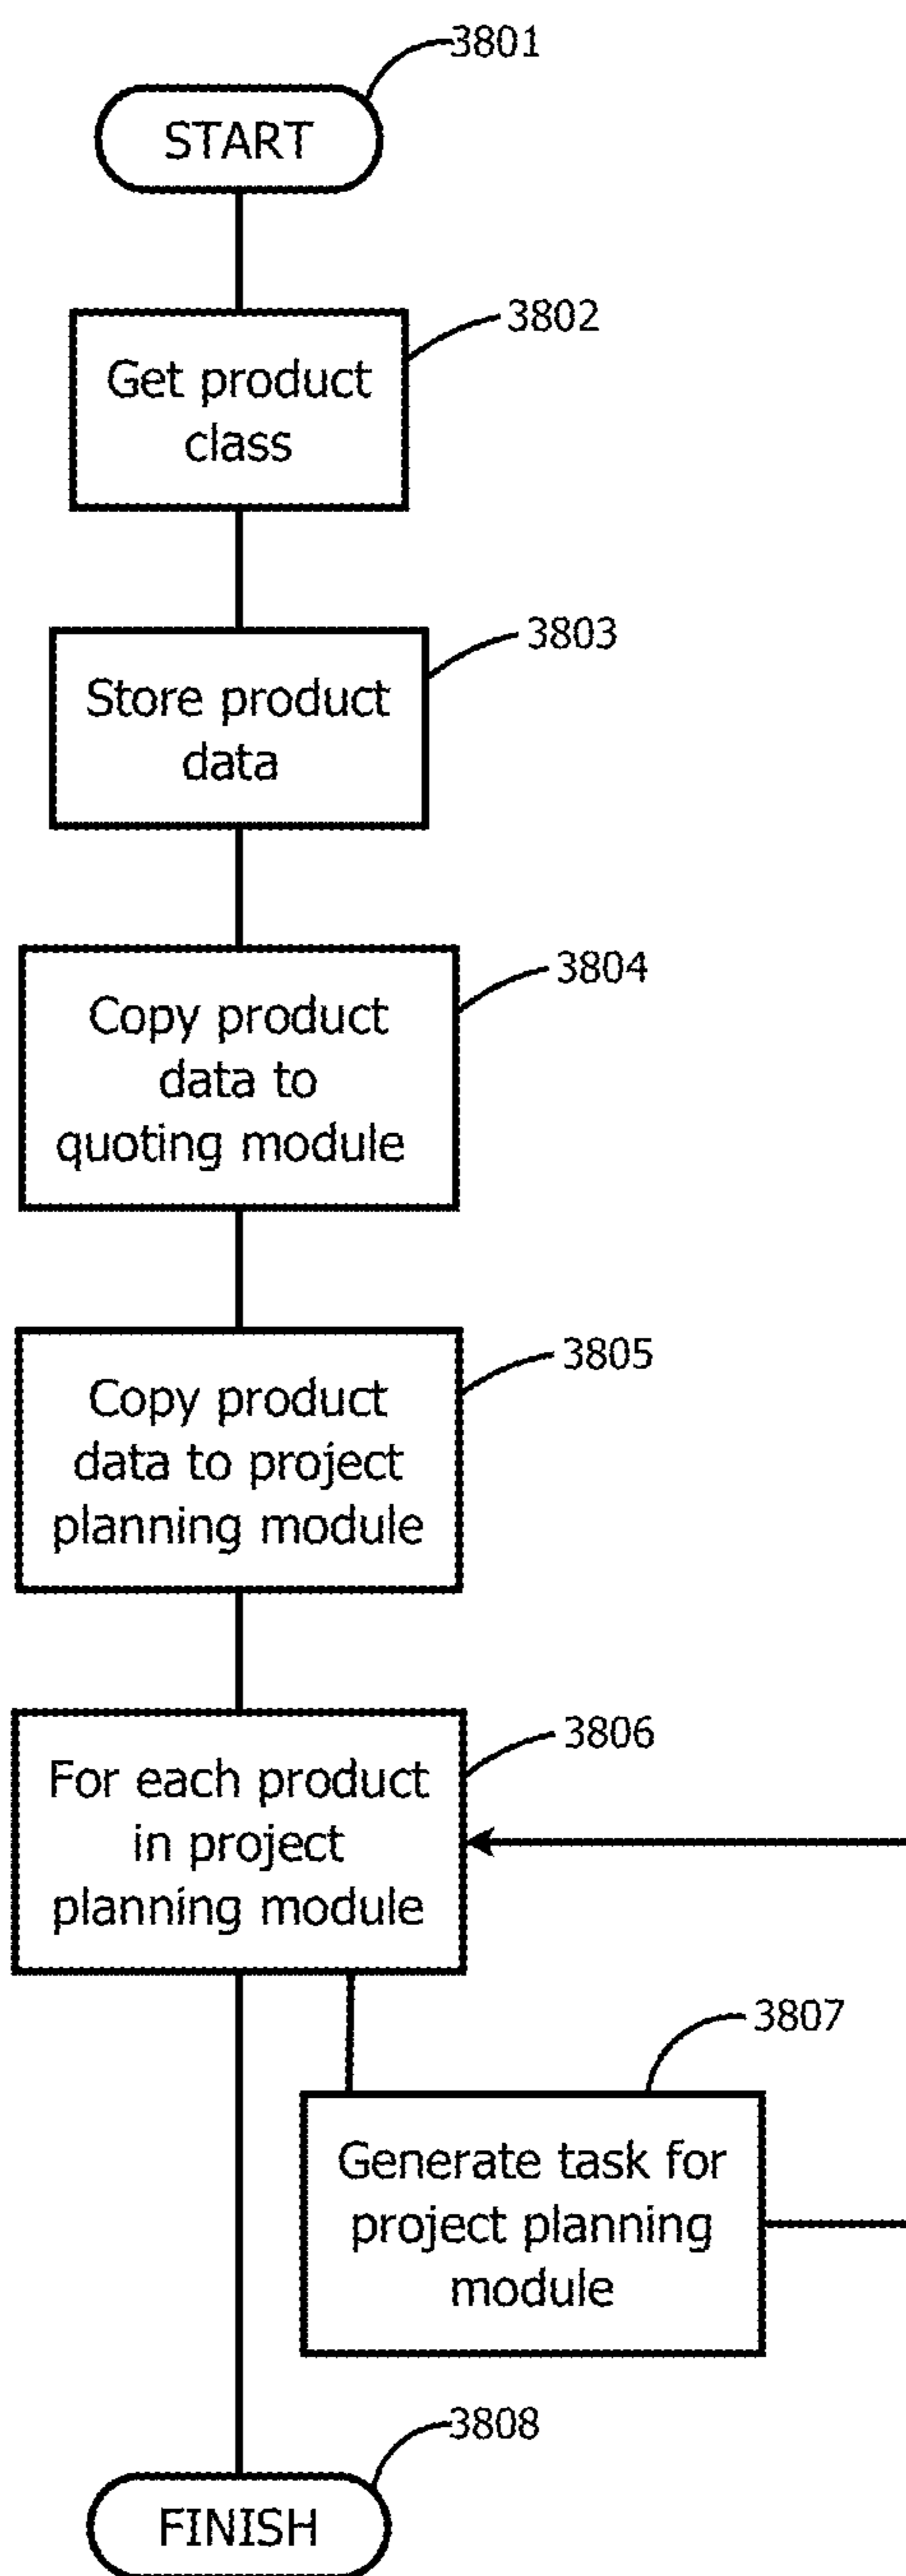 3801
START
3802
Get product
class
3803
Store product
data
3804
Copy product
data to
quoting module
3805
Copy product
data to project
planning module
3806
For each product
in project
planning module
3807
Generate task for
project planning
module
3808
FINISH